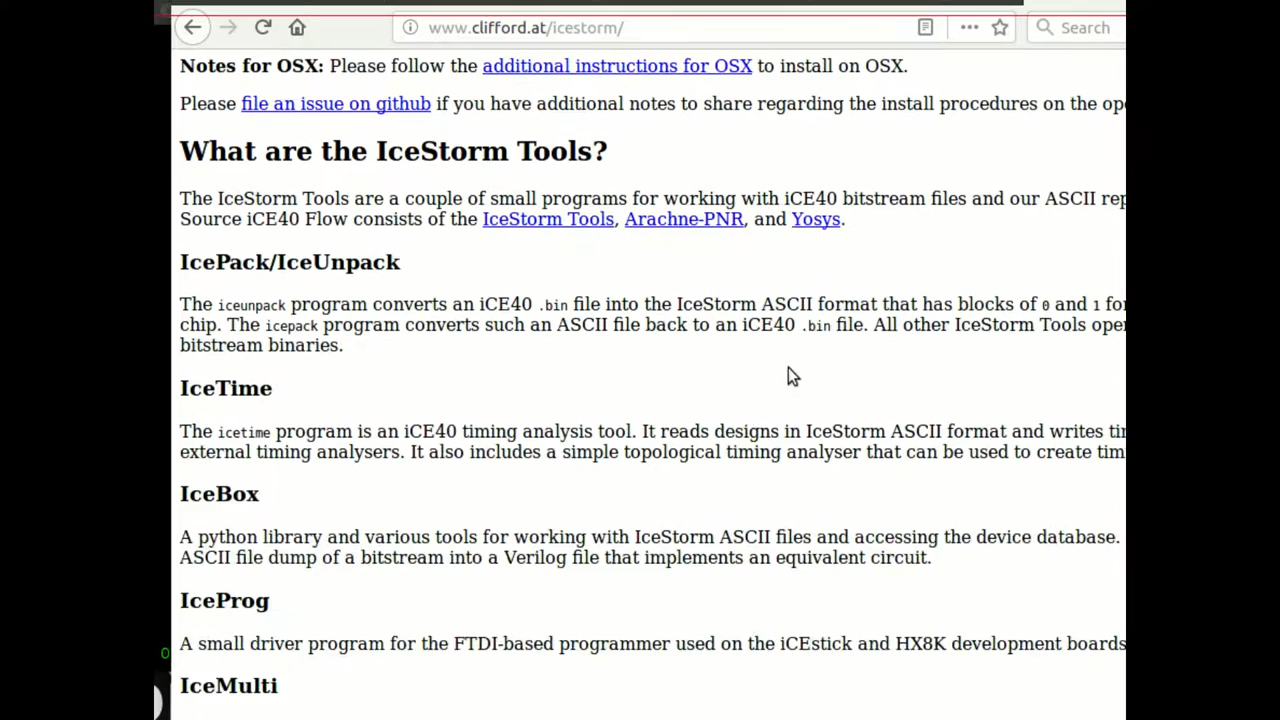 www.clifford.at/icestorm/
Search
Notes for OSX: Please follow the additional instructions for OSX to install on OSX.
Please file an issue on github if you have additional notes to share regarding the install procedures on the
What are the IceStorm Tools?
The IceStorm Tools are a couple of small programs for working with iCE40 bitstream files and our ASCII
Source iCE40 Flow consists of the IceStorm Tools, Arachne-PNR, and Yosys.
IcePack/IceUnpack
The iceunpack program converts an iCE40 .bin file into the IceStorm ASCII format that has blocks of 0 and 1
chip. The icepack program converts such an ASCII file back to an iCE40 .bin file. All other IceStorm Tools
bitstream binaries.
IceTime
The icetime program is an iCE40 timing analysis tool. It reads designs in IceStorm ASCII format and writes
external timing analysers. It also includes a simple topological timing analyser that can be used to create
IceBox
A python library and various tools for working with IceStorm ASCII files and accessing the device database.
ASCII file dump of a bitstream into a Verilog file that implements an equivalent circuit.
IceProg
A small driver program for the FTDI-based programmer used on the iCEstick and HX8K development boards
IceMulti